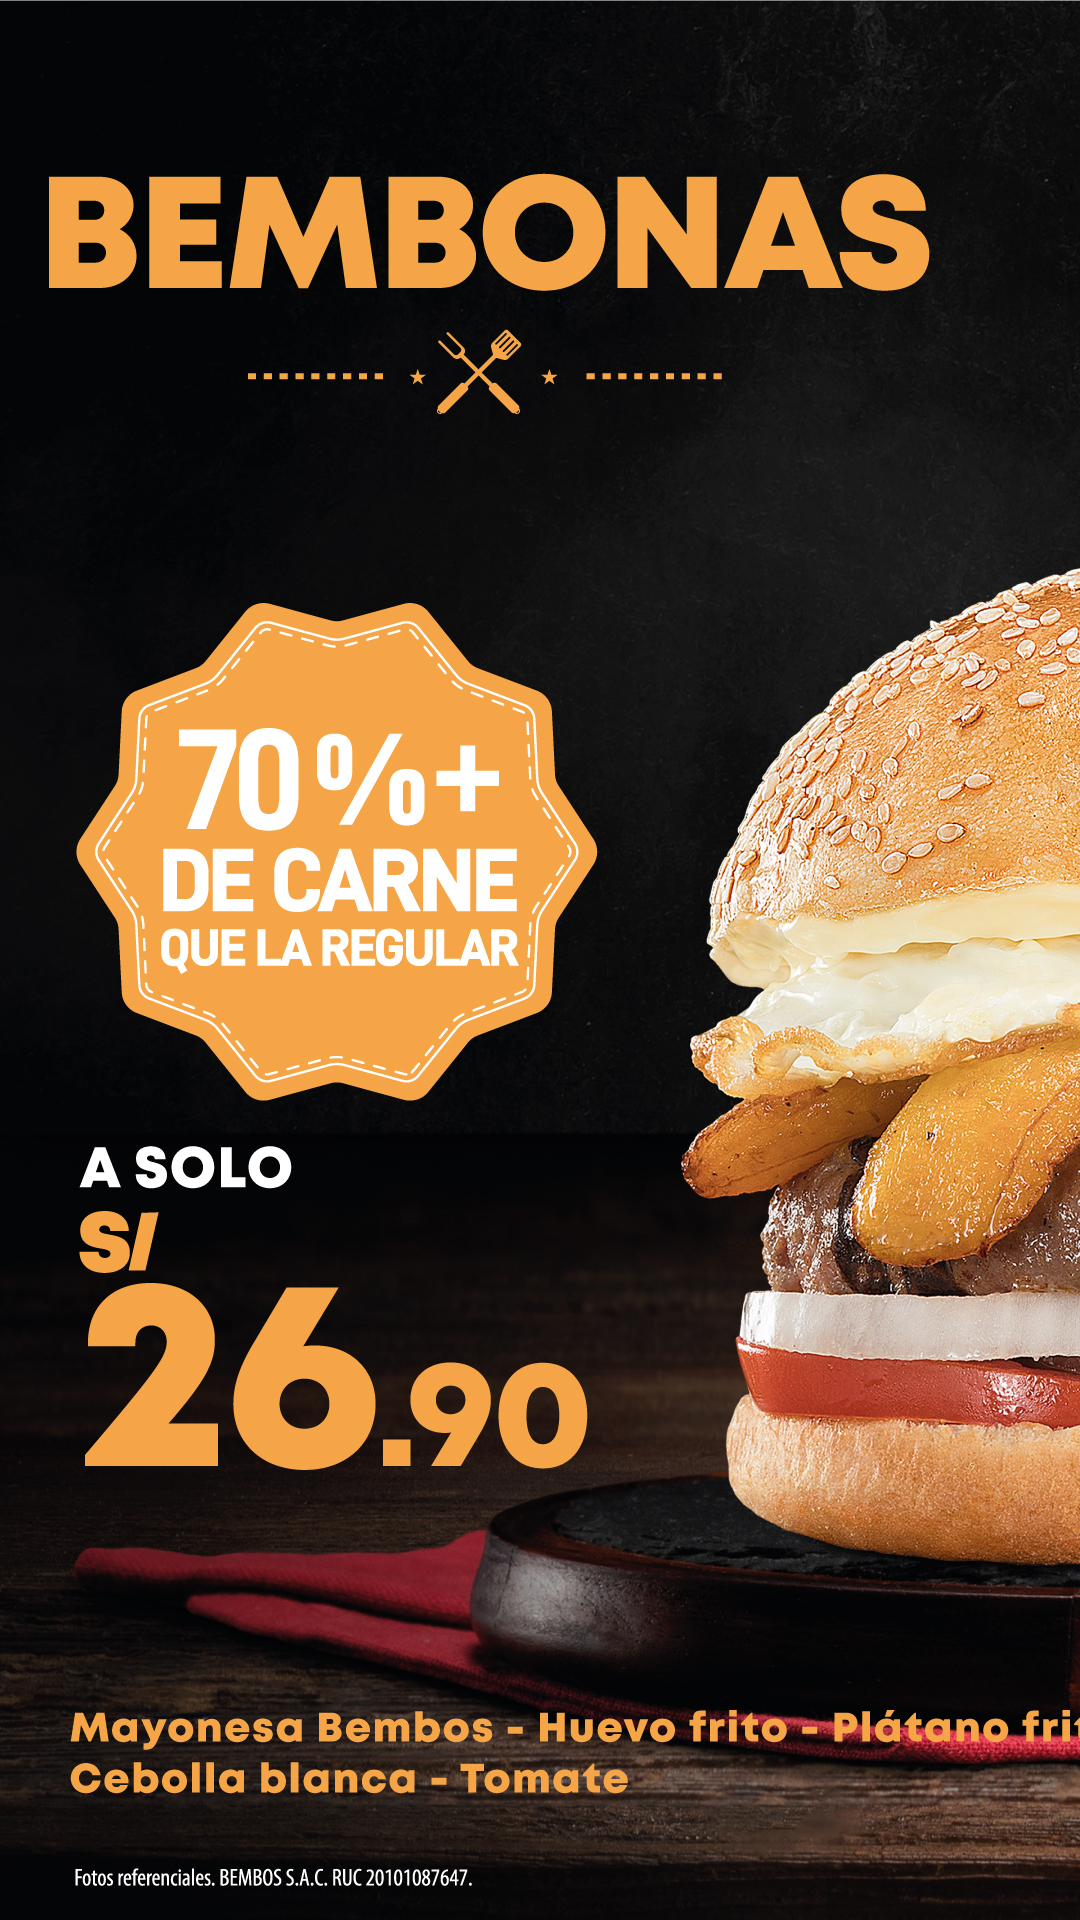 BEMBONAS
70%+
DE CARNE
QUE LA REGULAR
A SOLO
S/
26.90
Mayonesa Bembos - Huevo frito - Plátano
Cebolla blanca - Tomate
Fotos referenciales. BEMBOS S.A.C. RUC 20101087647.